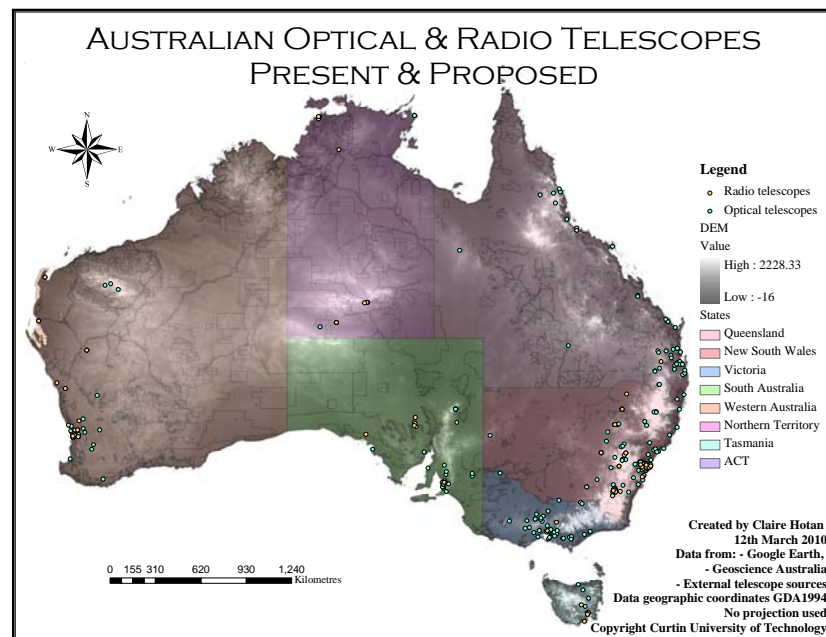 AUSTRALIAN OPTICAL & RADIO TELESCOPES
PRESENT & PROPOSED
N
W
E
S
Legend
Radio telescopes
Optical telescopes
DEM
Value
High : 2228.33
Low : -16
States
Queensland
New South Wales
Victoria
South Australia
Western Australia
Northern Territory
Tasmania
ACT
0 155 310 620 930 1,240
Kilometres
Created by Claire Hotan
12th March 2010
Data from: - Google Earth,
- Geoscience Australia
- External telescope sources
Data geographic coordinates GDA1994
No projection used
Copyright Curtin University of Technology